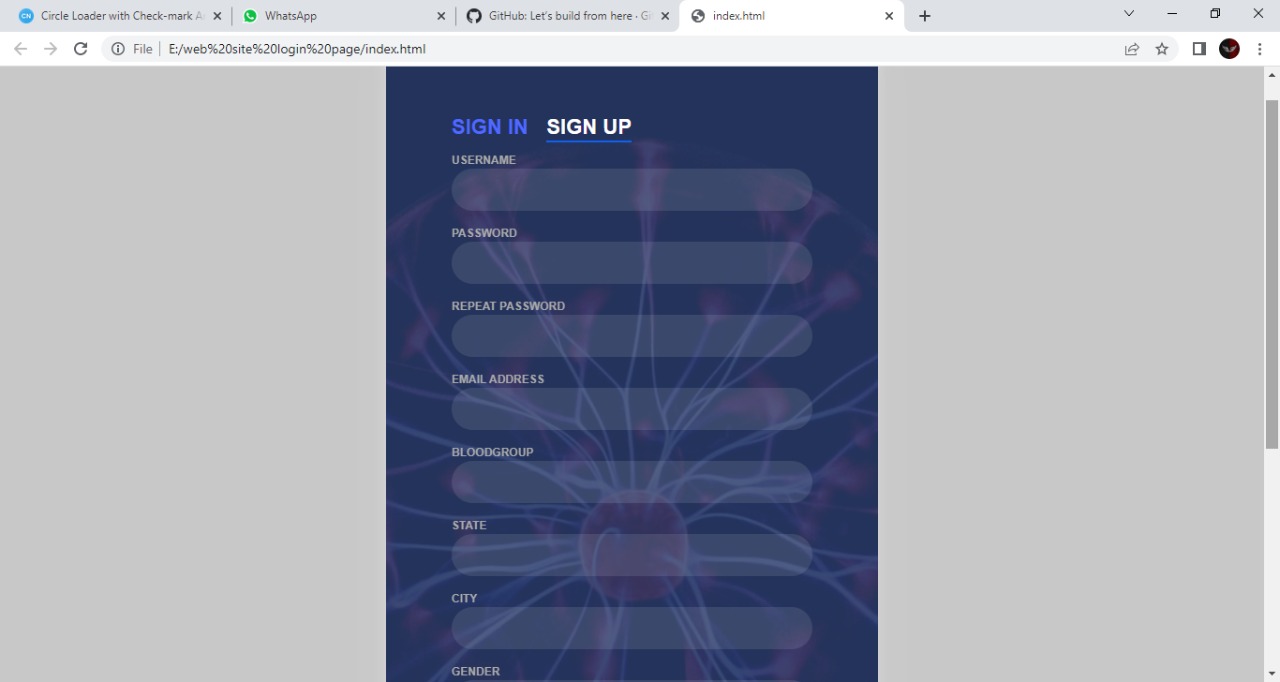 Circle Loader with Check-mark A
WhatsApp
GitHub: Let's build from here · Gi
index.html
File
E:/web%20site%20login%20page/index.html
SIGN IN SIGN UP
USERNAME
PASSWORD
REPEAT PASSWORD
EMAIL ADDRESS
BLOODGROUP
STATE
CITY
GENDER